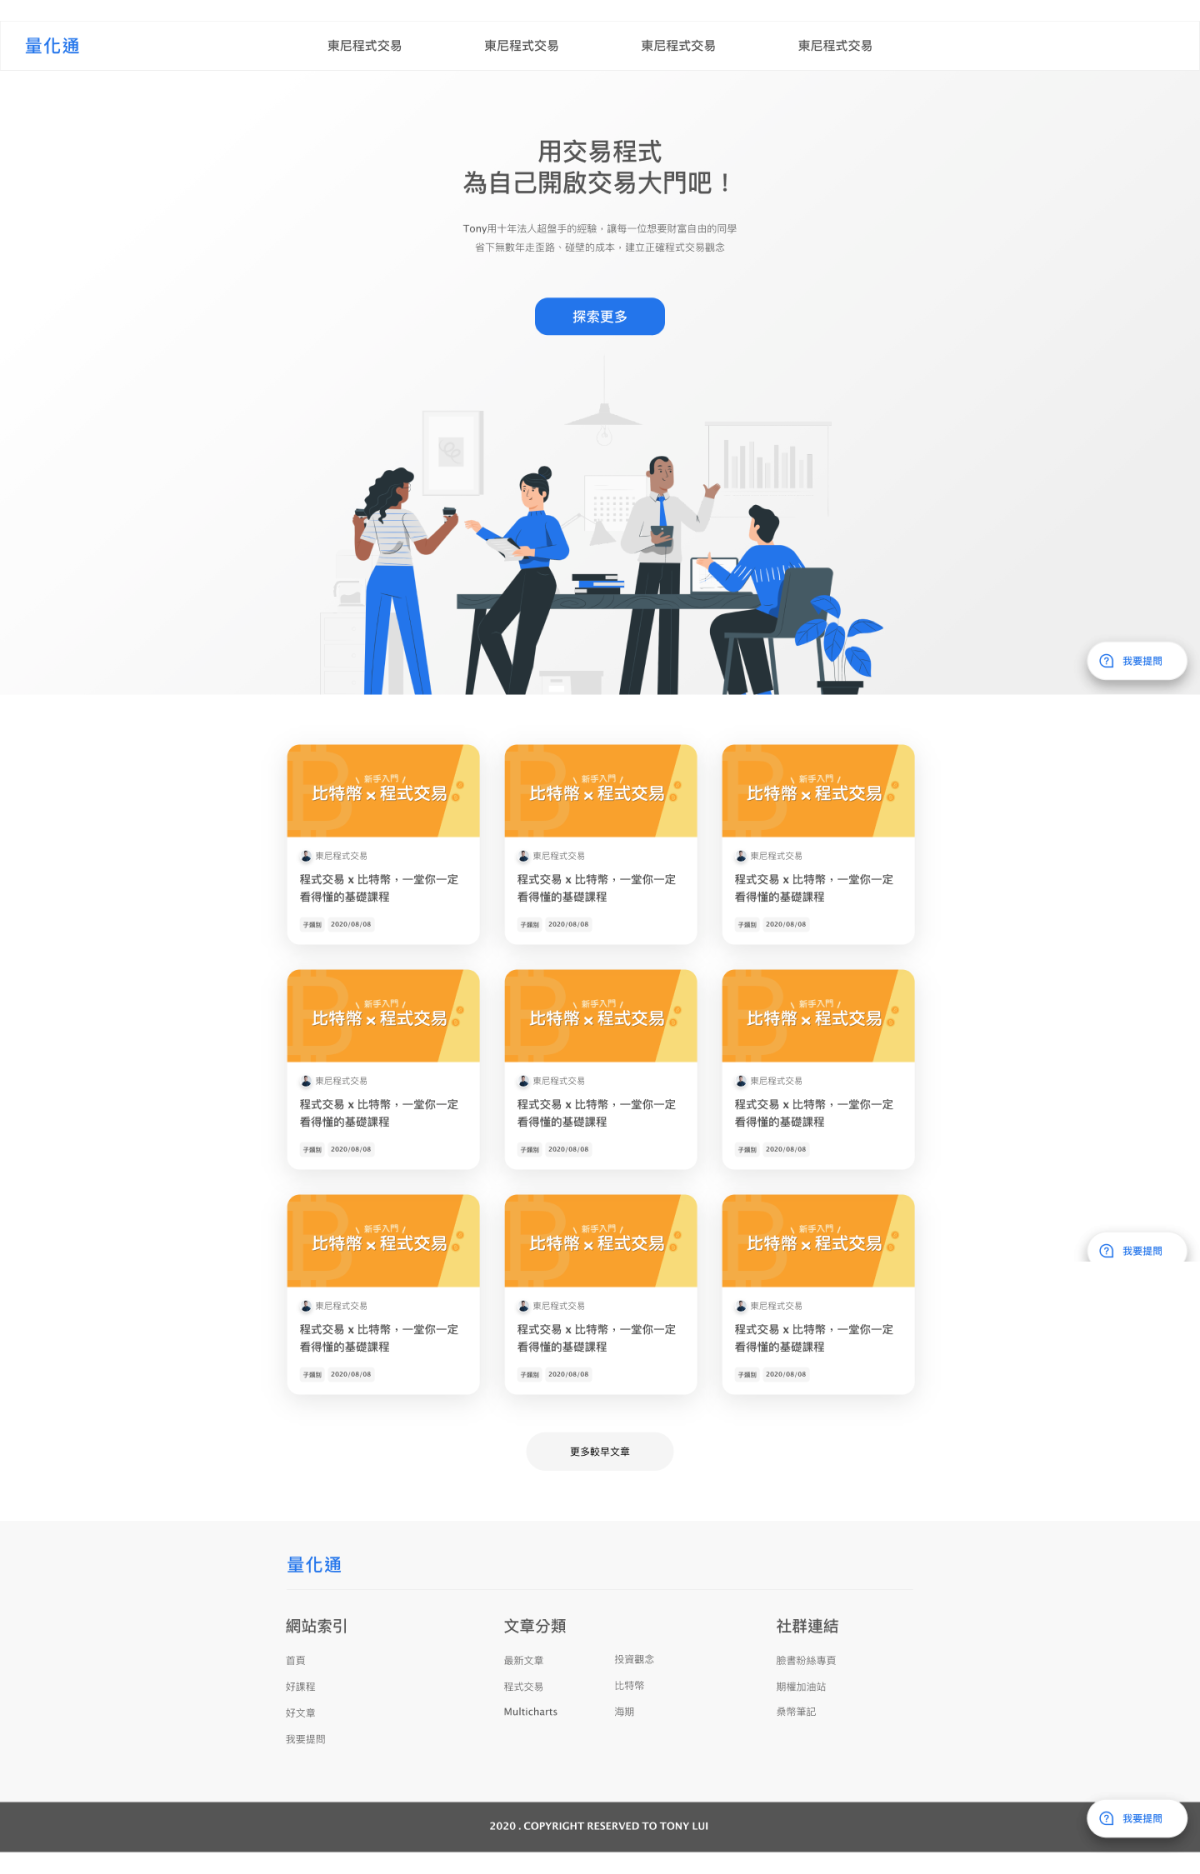 量化通
東尼程式交易
東尼程式交易
東尼程式交易
東尼程式交易
用交易程式
為自己開啟交易大門吧！
Tony用十年法人超盤手的經驗，讓每一位想要財富自由的同學
省下無數年走歪路、碰壁的成本，建立正確程式交易觀念
探索更多
我要提問
\ 新手入門 /
比特幣 x 程式交易
東尼程式交易
程式交易 x 比特幣，一堂你一定
看得懂的基礎課程
子類別 2020/08/08
\ 新手入門 /
比特幣 x 程式交易
東尼程式交易
程式交易 x 比特幣，一堂你一定
看得懂的基礎課程
子類別 2020/08/08
\ 新手入門 /
比特幣 x 程式交易
東尼程式交易
程式交易 x 比特幣，一堂你一定
看得懂的基礎課程
子類別 2020/08/08
\ 新手入門 /
比特幣 x 程式交易
東尼程式交易
程式交易 x 比特幣，一堂你一定
看得懂的基礎課程
子類別 2020/08/08
\ 新手入門 /
比特幣 x 程式交易
東尼程式交易
程式交易 x 比特幣，一堂你一定
看得懂的基礎課程
子類別 2020/08/08
\ 新手入門 /
比特幣 x 程式交易
東尼程式交易
程式交易 x 比特幣，一堂你一定
看得懂的基礎課程
子類別 2020/08/08
\ 新手入門 /
比特幣 x 程式交易
東尼程式交易
程式交易 x 比特幣，一堂你一定
看得懂的基礎課程
子類別 2020/08/08
\ 新手入門 /
比特幣 x 程式交易
東尼程式交易
程式交易 x 比特幣，一堂你一定
看得懂的基礎課程
子類別 2020/08/08
\ 新手入門 /
比特幣 x 程式交易
東尼程式交易
程式交易 x 比特幣，一堂你一定
看得懂的基礎課程
子類別 2020/08/08
我要提問
更多較早文章
量化通
網站索引
首頁
好課程
好文章
我要提問
文章分類
最新文章
程式交易
Multicharts
投資觀念
比特幣
海期
社群連結
臉書粉絲專頁
期權加油站
桑幣筆記
2020 . COPYRIGHT RESERVED TO TONY LUI
我要提問